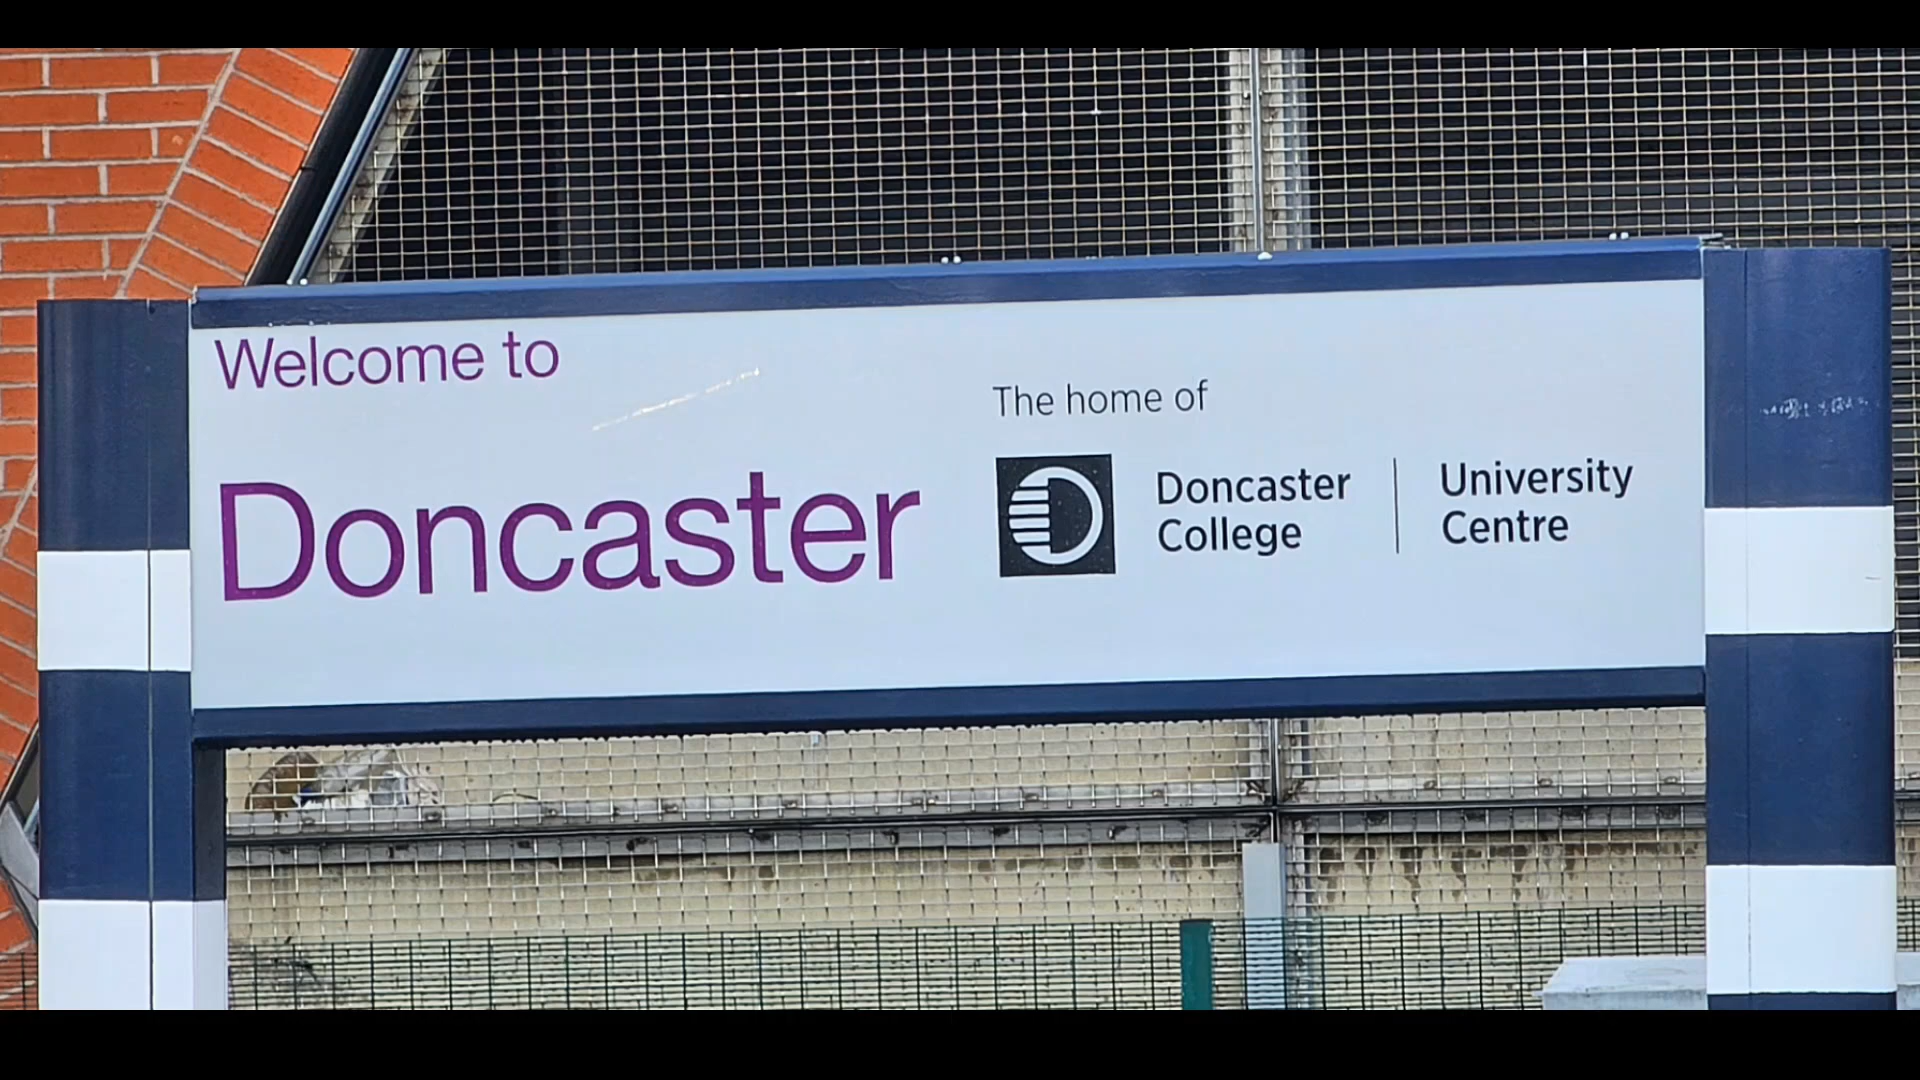 Welcome to
Doncaster
The home of
Doncaster
College
University
Centre